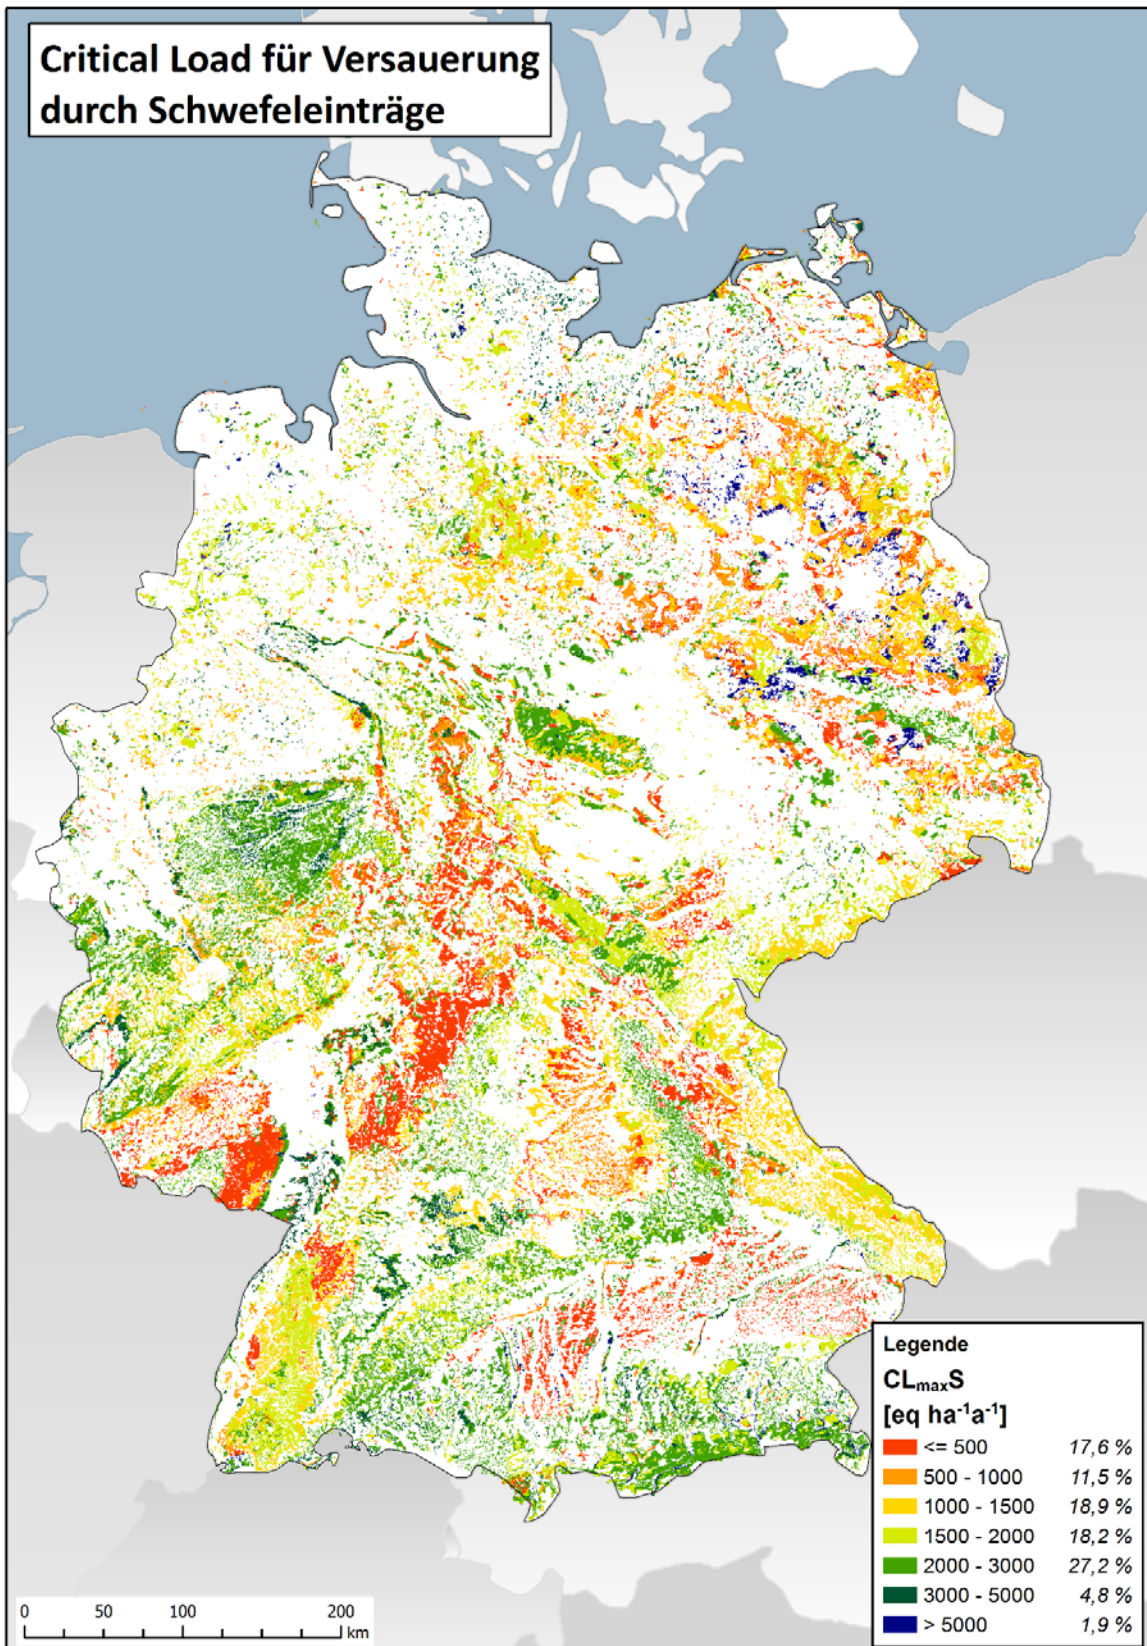 Critical Load für Versauerung
durch Schwefeleinträge
Legende
CLmaxS
[eq ha-1a-1]
<= 500 17,6 %
500 - 1000 11,5 %
1000 - 1500 18,9 %
1500 - 2000 18,2 %
2000 - 3000 27,2 %
3000 - 5000 4,8 %
> 5000 1,9 %
0 50 100 200
km